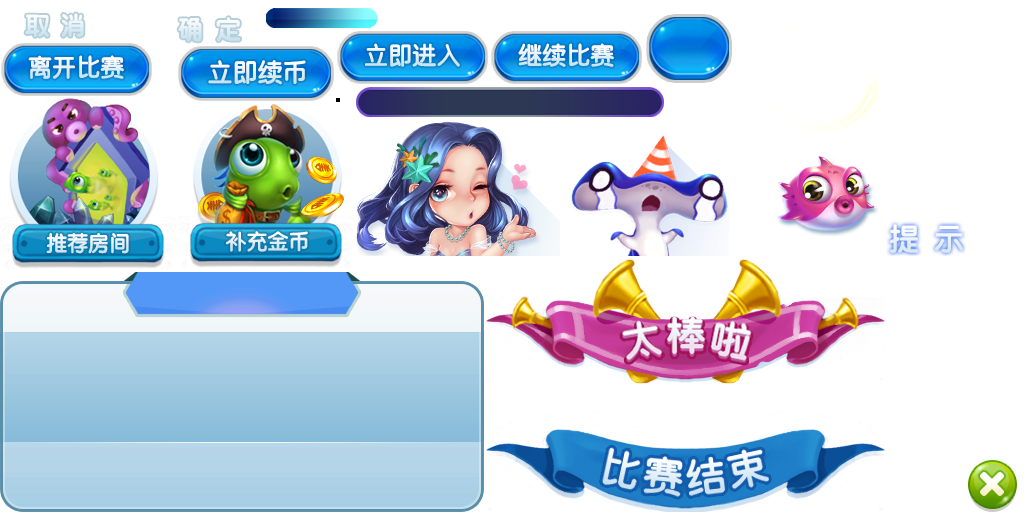 取消
确定
离开比赛
立即续币
立即进入
继续比赛
推荐房间
补充金币
提示
太棒啦
比赛结束